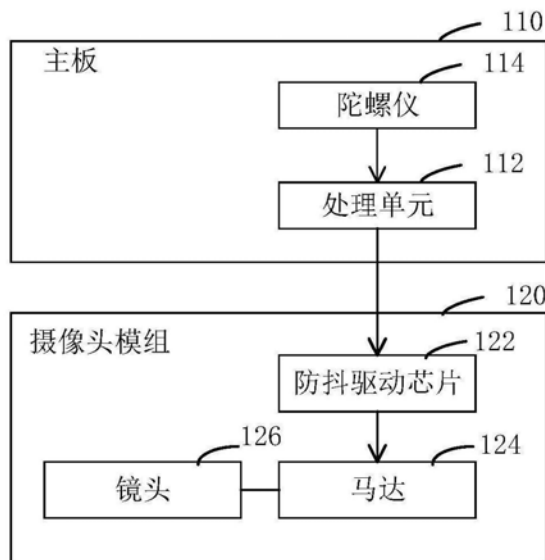 110
主板
114
陀螺仪
112
处理单元
120
摄像头模组
122
防抖驱动芯片
126
124
镜头
马达